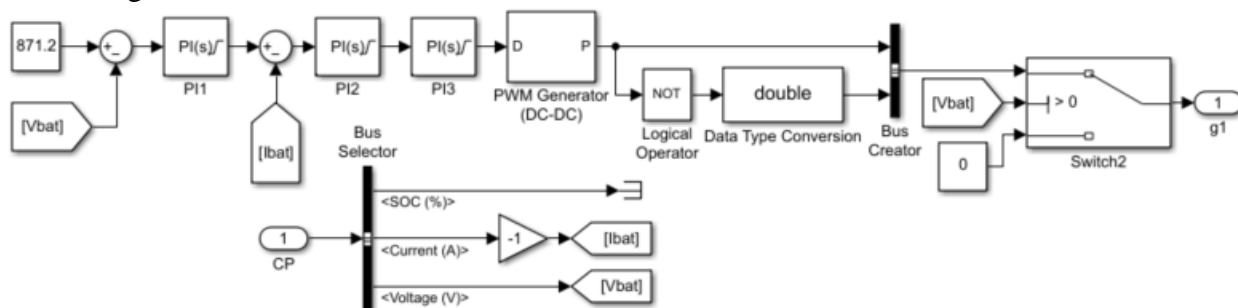 871.2
+
−
PI(s)
PI1
[Vbat]
+
−
[Ibat]
PI(s)
PI2
PI(s)
PI3
D
P
PWM Generator
(DC-DC)
NOT
Logical
Operator
double
Data Type Conversion
Bus
Creator
[Vbat]
> 0
0
Switch2
1
g1
Bus
Selector
1
CP
<SOC (%)>
<Current (A)>
-1
[Ibat]
<Voltage (V)>
[Vbat]